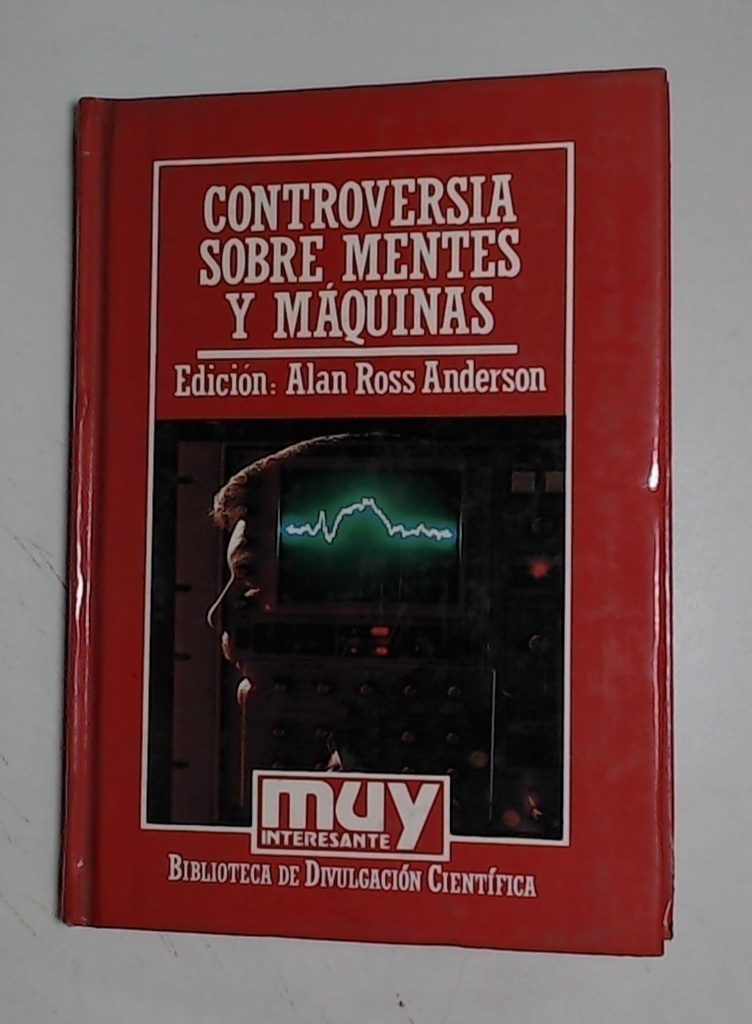 CONTROVERSIA
SOBRE MENTES
Y MÁQUINAS
Edición: Alan Ross Anderson
muy
INTERESANTE
BIBLIOTECA DE DIVULGACIÓN CIENTÍFICA